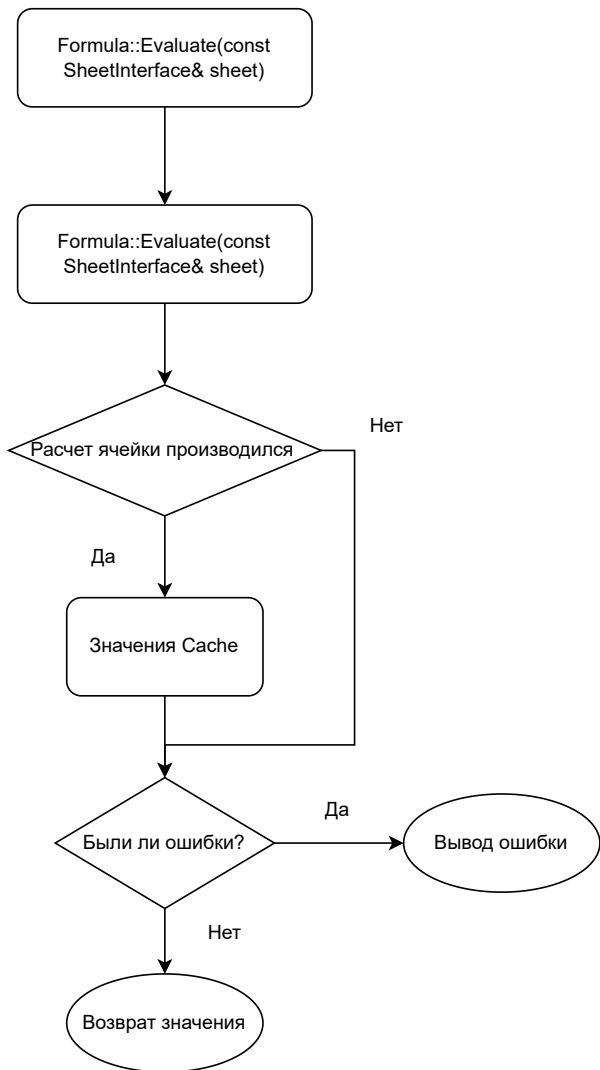 Formula::Evaluate(const
SheetInterface& sheet)
Formula::Evaluate(const
SheetInterface& sheet)
Нет
Расчет ячейки производился
Да
Значения Cache
Да
Были ли ошибки?
Вывод ошибки
Нет
Возврат значения